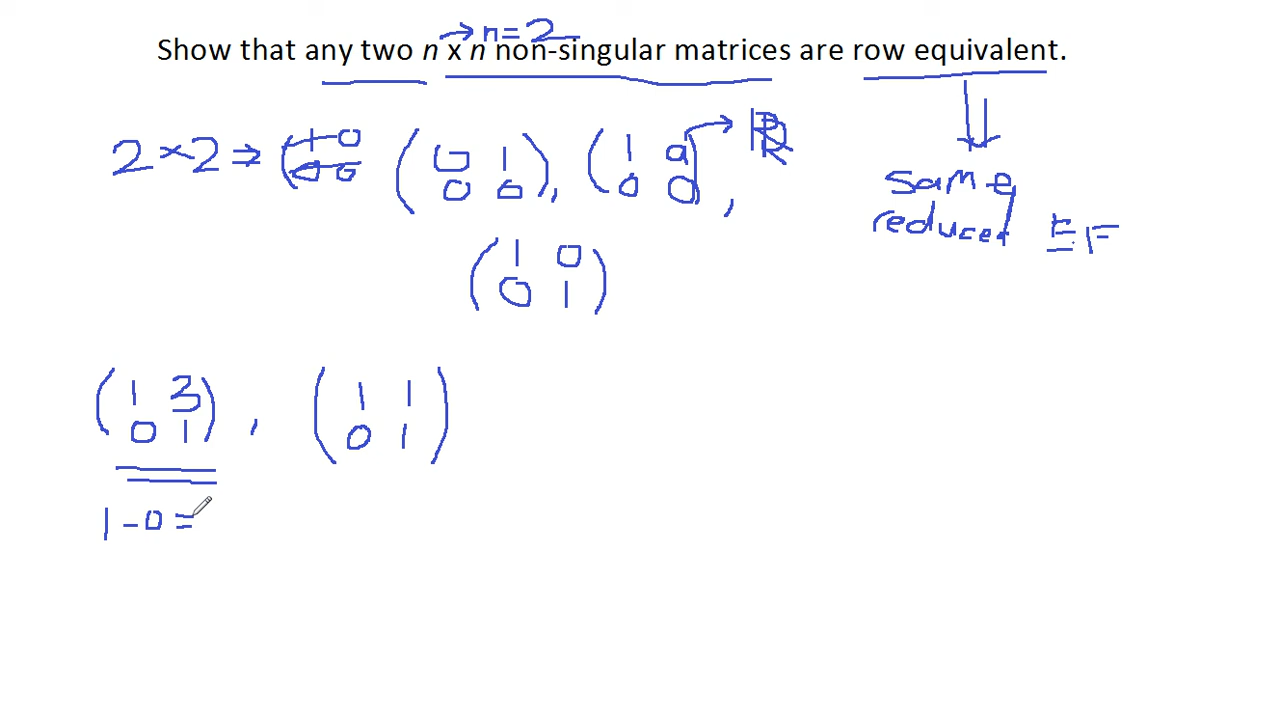 → n=2
Show that any two n x n non-singular matrices are row equivalent.
2×2 ⇒ (0 1 0 0), (1 a 0 0), → ℝ
same
reduced E.F
(1 0 0 1)
(1 3 0 1), (1 1 0 1)
1-0=